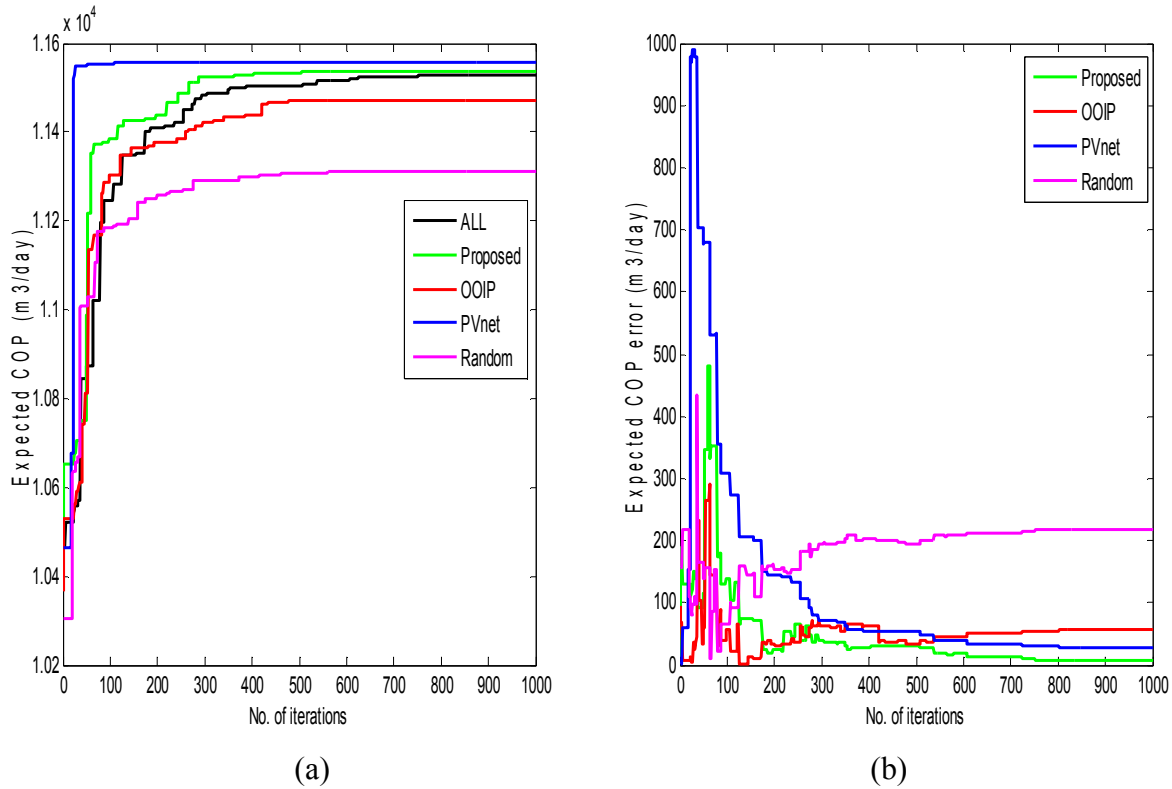 x 10⁴
1.16
1.14
1.12
1.1
1.08
1.06
1.04
1.02
Expected COP (m3/day)
0 100 200 300 400 500 600 700 800 900 1000
No. of iterations
ALL
Proposed
OOIP
PVnet
Random
(a)
1000
900
800
700
600
500
400
300
200
100
0
Expected COP error (m3/day)
0 100 200 300 400 500 600 700 800 900 1000
No. of iterations
Proposed
OOIP
PVnet
Random
(b)